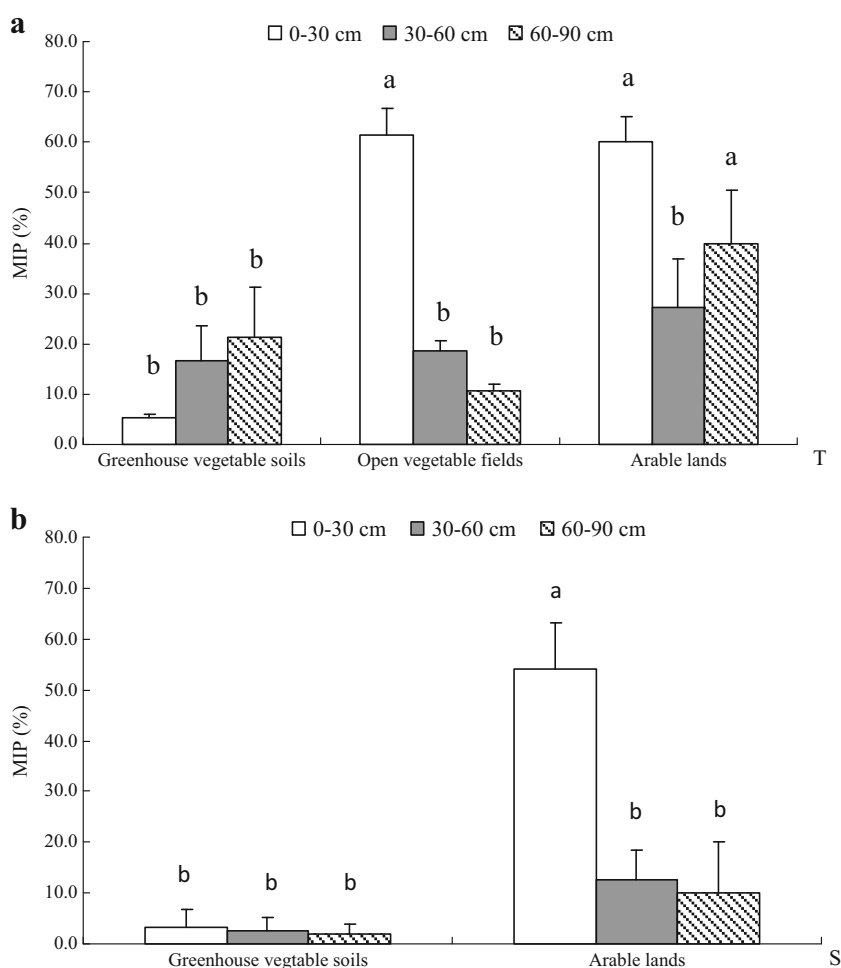 a
80.0
0-30 cm 30-60 cm 60-90 cm
70.0
60.0
50.0
40.0
30.0
20.0
10.0
0.0
MIP (%)
b b b
a b b
a b a
Greenhouse vegetable soils Open vegetable fields Arable lands T
b
80.0
0-30 cm 30-60 cm 60-90 cm
70.0
60.0
50.0
40.0
30.0
20.0
10.0
0.0
MIP (%)
b b b
a b b
Greenhouse vegtable soils Arable lands S